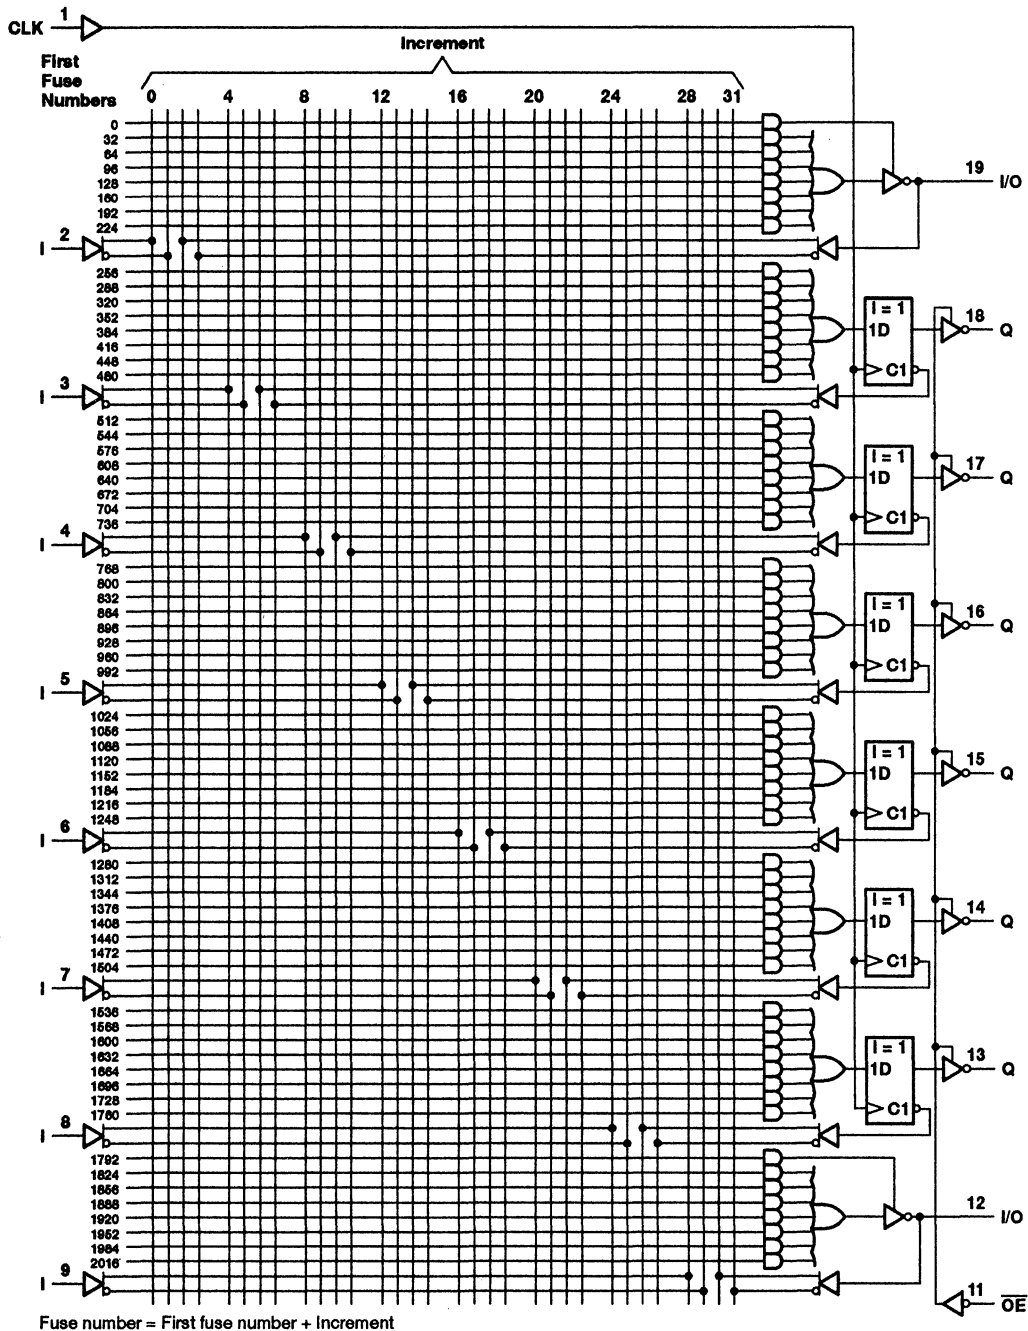 CLK 1
Increment
First
Fuse
Numbers
0 4 8 12 16 20 24 28 31
0
32
64
96
128
160
192
224
19 I/O
I 2
256
288
320
352
384
416
448
480
I = 1
1D
C1
18 Q
I 3
512
544
576
608
640
672
704
736
I = 1
1D
C1
17 Q
I 4
768
800
832
864
896
928
960
992
I = 1
1D
C1
16 Q
I 5
1024
1056
1088
1120
1152
1184
1216
1248
I = 1
1D
C1
15 Q
I 6
1280
1312
1344
1376
1408
1440
1472
1504
I = 1
1D
C1
14 Q
I 7
1536
1568
1600
1632
1664
1696
1728
1760
I = 1
1D
C1
13 Q
I 8
1792
1824
1856
1888
1920
1952
1984
2016
12 I/O
I 9
11 O̅E̅
Fuse number = First fuse number + Increment